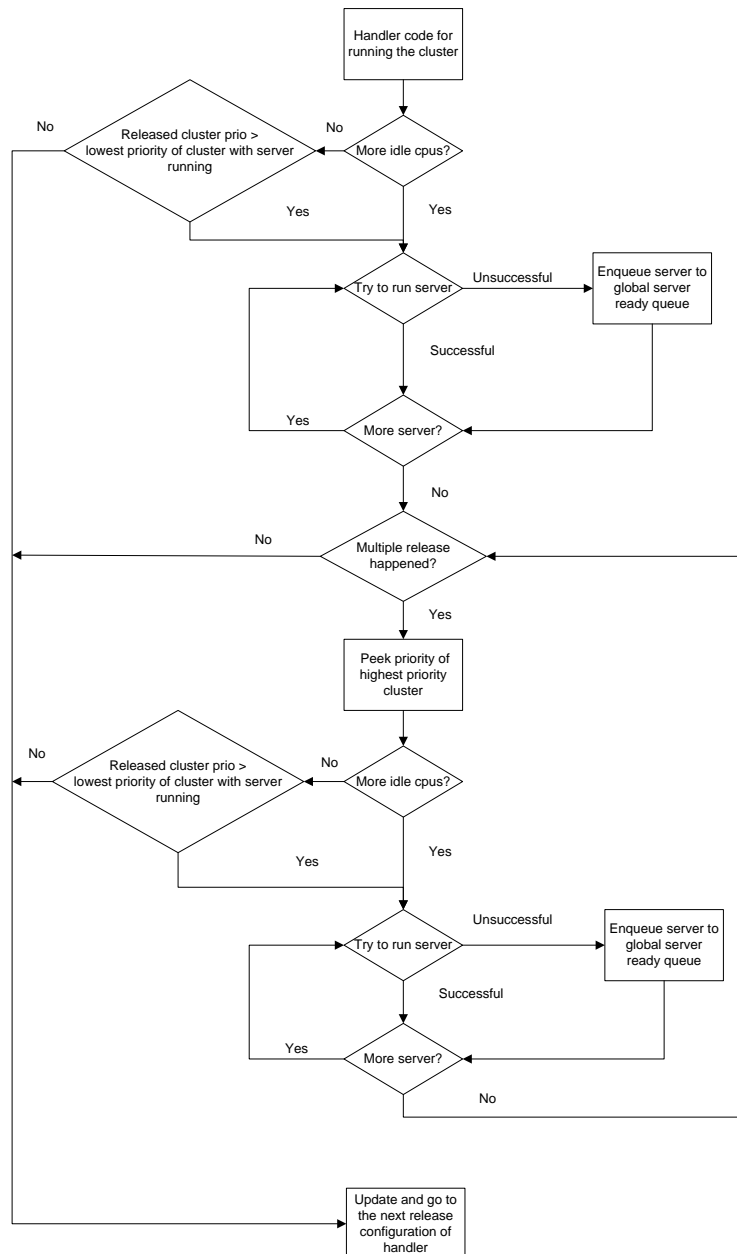 Handler code for
running the cluster
No
Released cluster prio >
lowest priority of cluster with server
running
No
More idle cpus?
Yes
Yes
Try to run server
Unsuccessful
Enqueue server to
global server
ready queue
Successful
Yes
More server?
No
No
Multiple release
happened?
Yes
Peek priority of
highest priority
cluster
No
Released cluster prio >
lowest priority of cluster with server
running
No
More idle cpus?
Yes
Yes
Try to run server
Unsuccessful
Enqueue server to
global server
ready queue
Successful
Yes
More server?
No
Update and go to
the next release
configuration of
handler